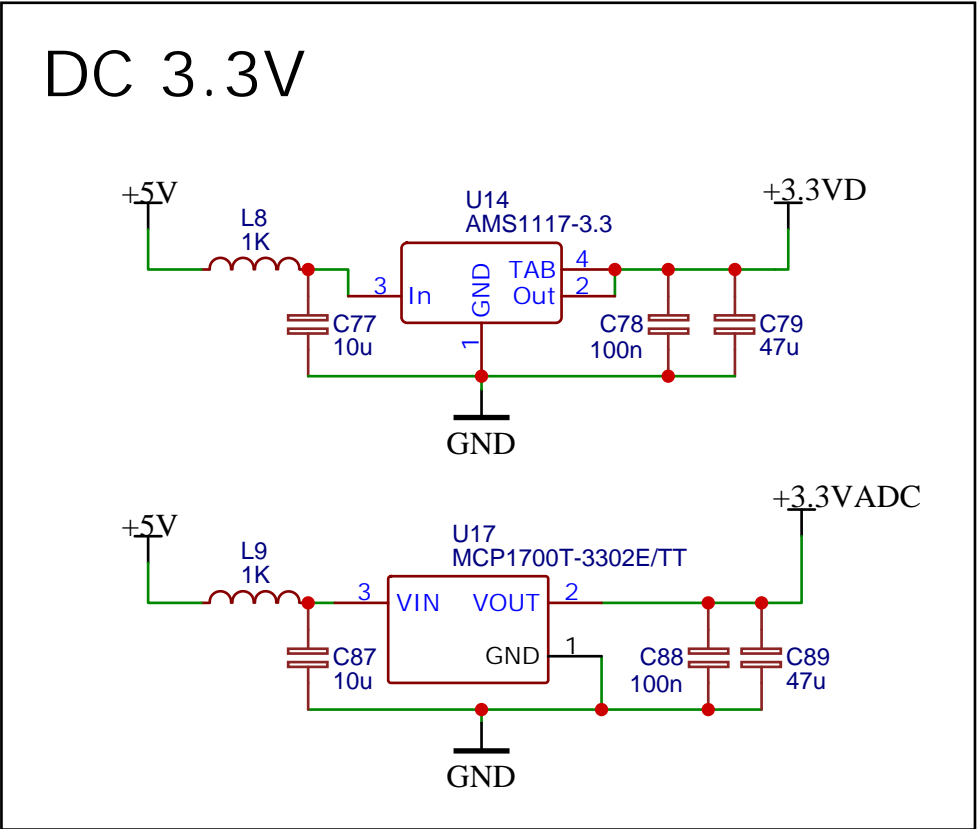 DC 3.3V
+5V
L8
1K
C77
10u
U14
AMS1117-3.3
3
In
GND
1
TAB
4
Out
2
C78
100n
C79
47u
+3.3VD
GND
+5V
L9
1K
C87
10u
U17
MCP1700T-3302E/TT
3
VIN
VOUT
2
GND
1
C88
100n
C89
47u
+3.3VADC
GND